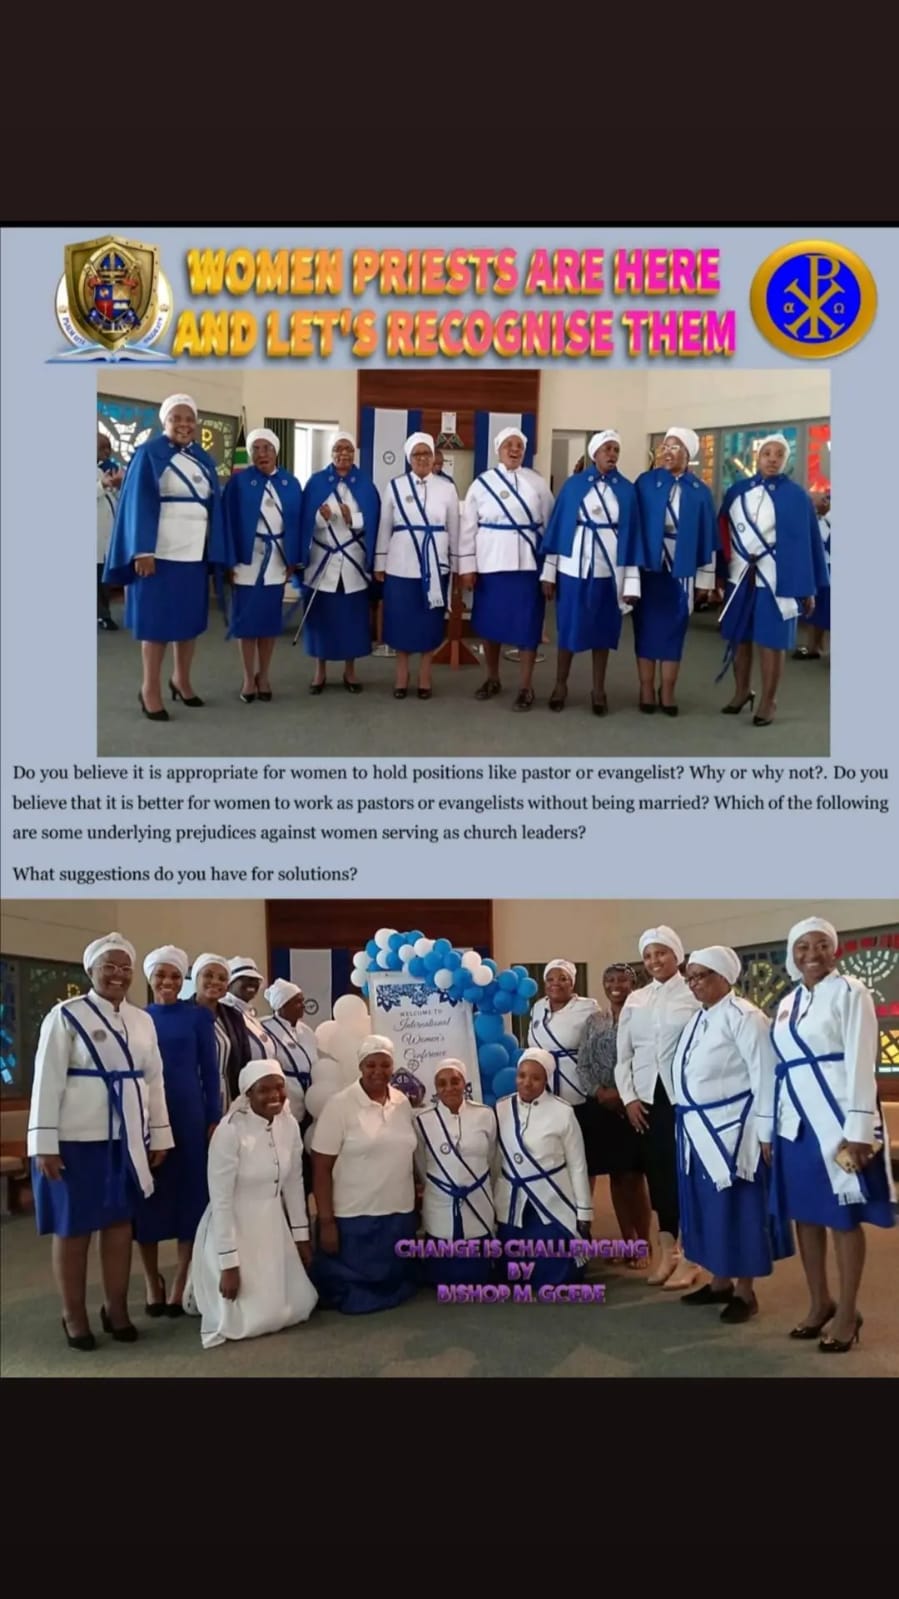 WOMEN PRIESTS ARE HERE
AND LET'S RECOGNISE THEM
Do you believe it is appropriate for women to hold positions like pastor or evangelist? Why or why not?. Do you
believe that it is better for women to work as pastors or evangelists without being married? Which of the following
are some underlying prejudices against women serving as church leaders?
What suggestions do you have for solutions?
WELCOME TO
International
Women's
Conference
CHANGE IS CHALLENGING
BY
BISHOP M. GCEBE